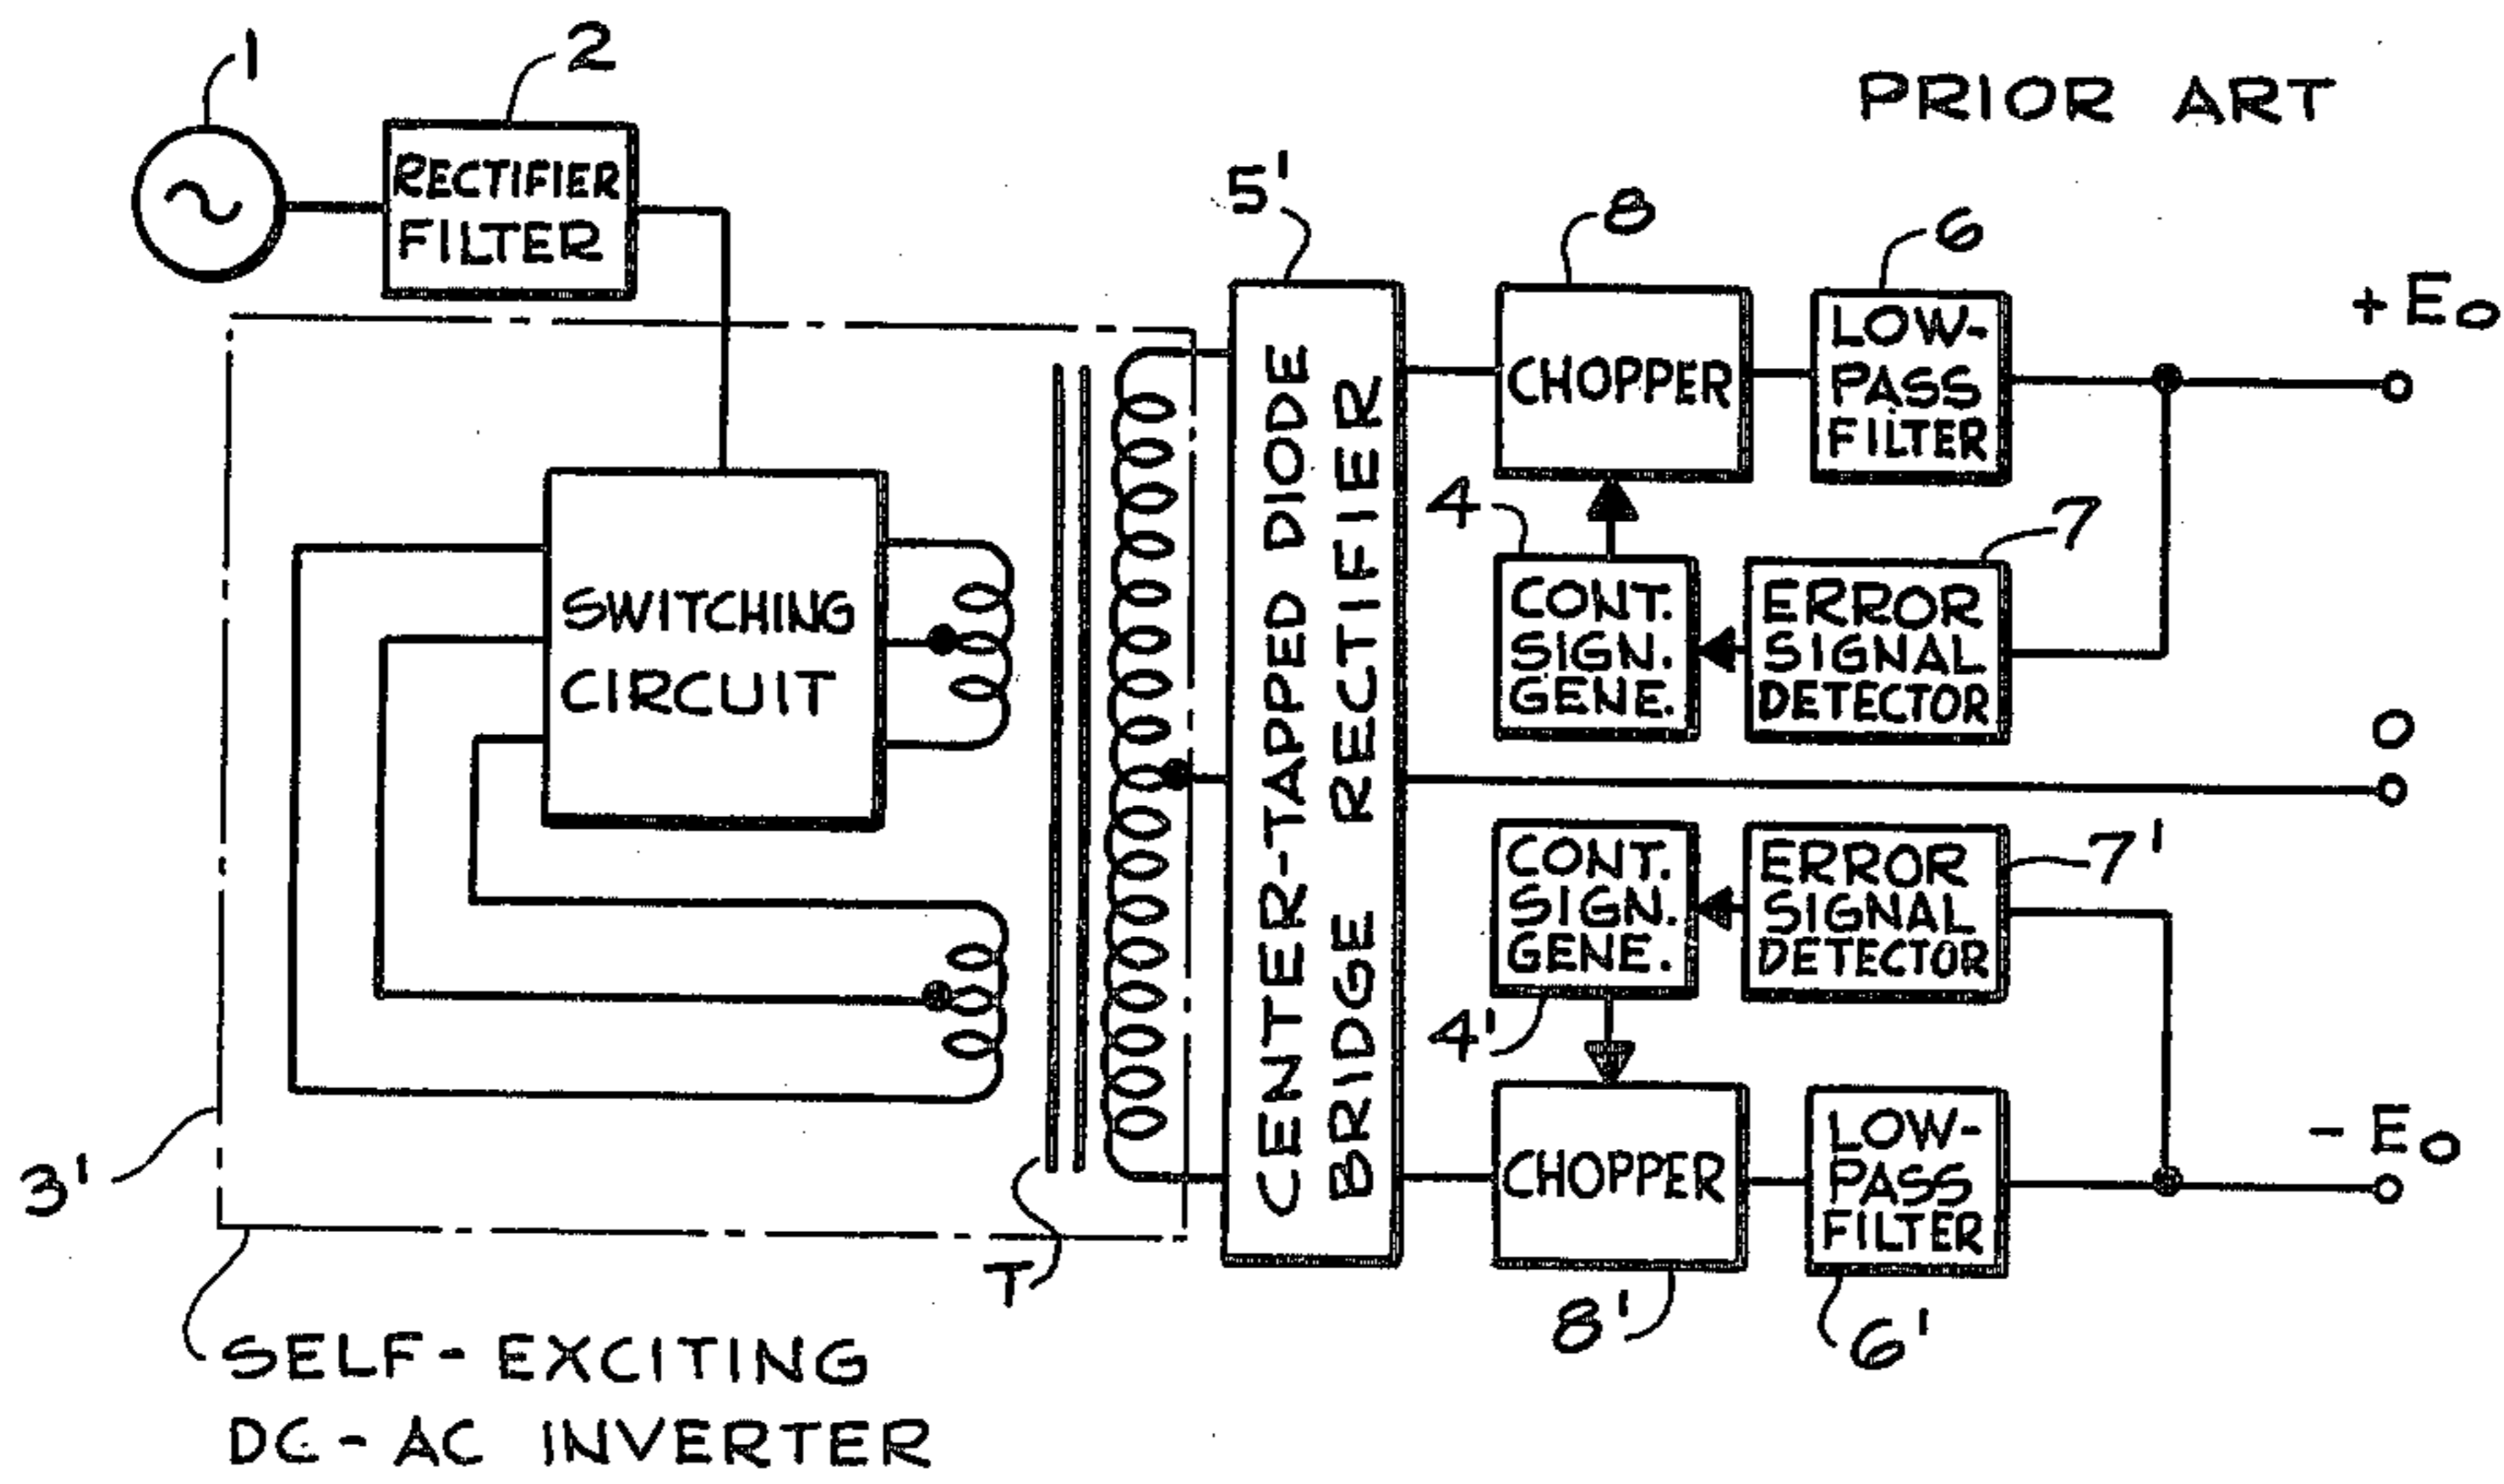 1
2
PRIOR ART
RECTIFIER
FILTER
5'
8
6
+ Eo
CENTER-TAPPED DIODE
BRIDGE RECTIFIER
CHOPPER
LOW-
PASS
FILTER
4
7
SWITCHING
CIRCUIT
CONT.
SIGN.
GENE.
ERROR
SIGNAL
DETECTOR
0
CONT.
SIGN.
GENE.
ERROR
SIGNAL
DETECTOR
7'
4'
CHOPPER
LOW-
PASS
FILTER
- Eo
3'
T
8'
6'
SELF-EXCITING
DC-AC INVERTER